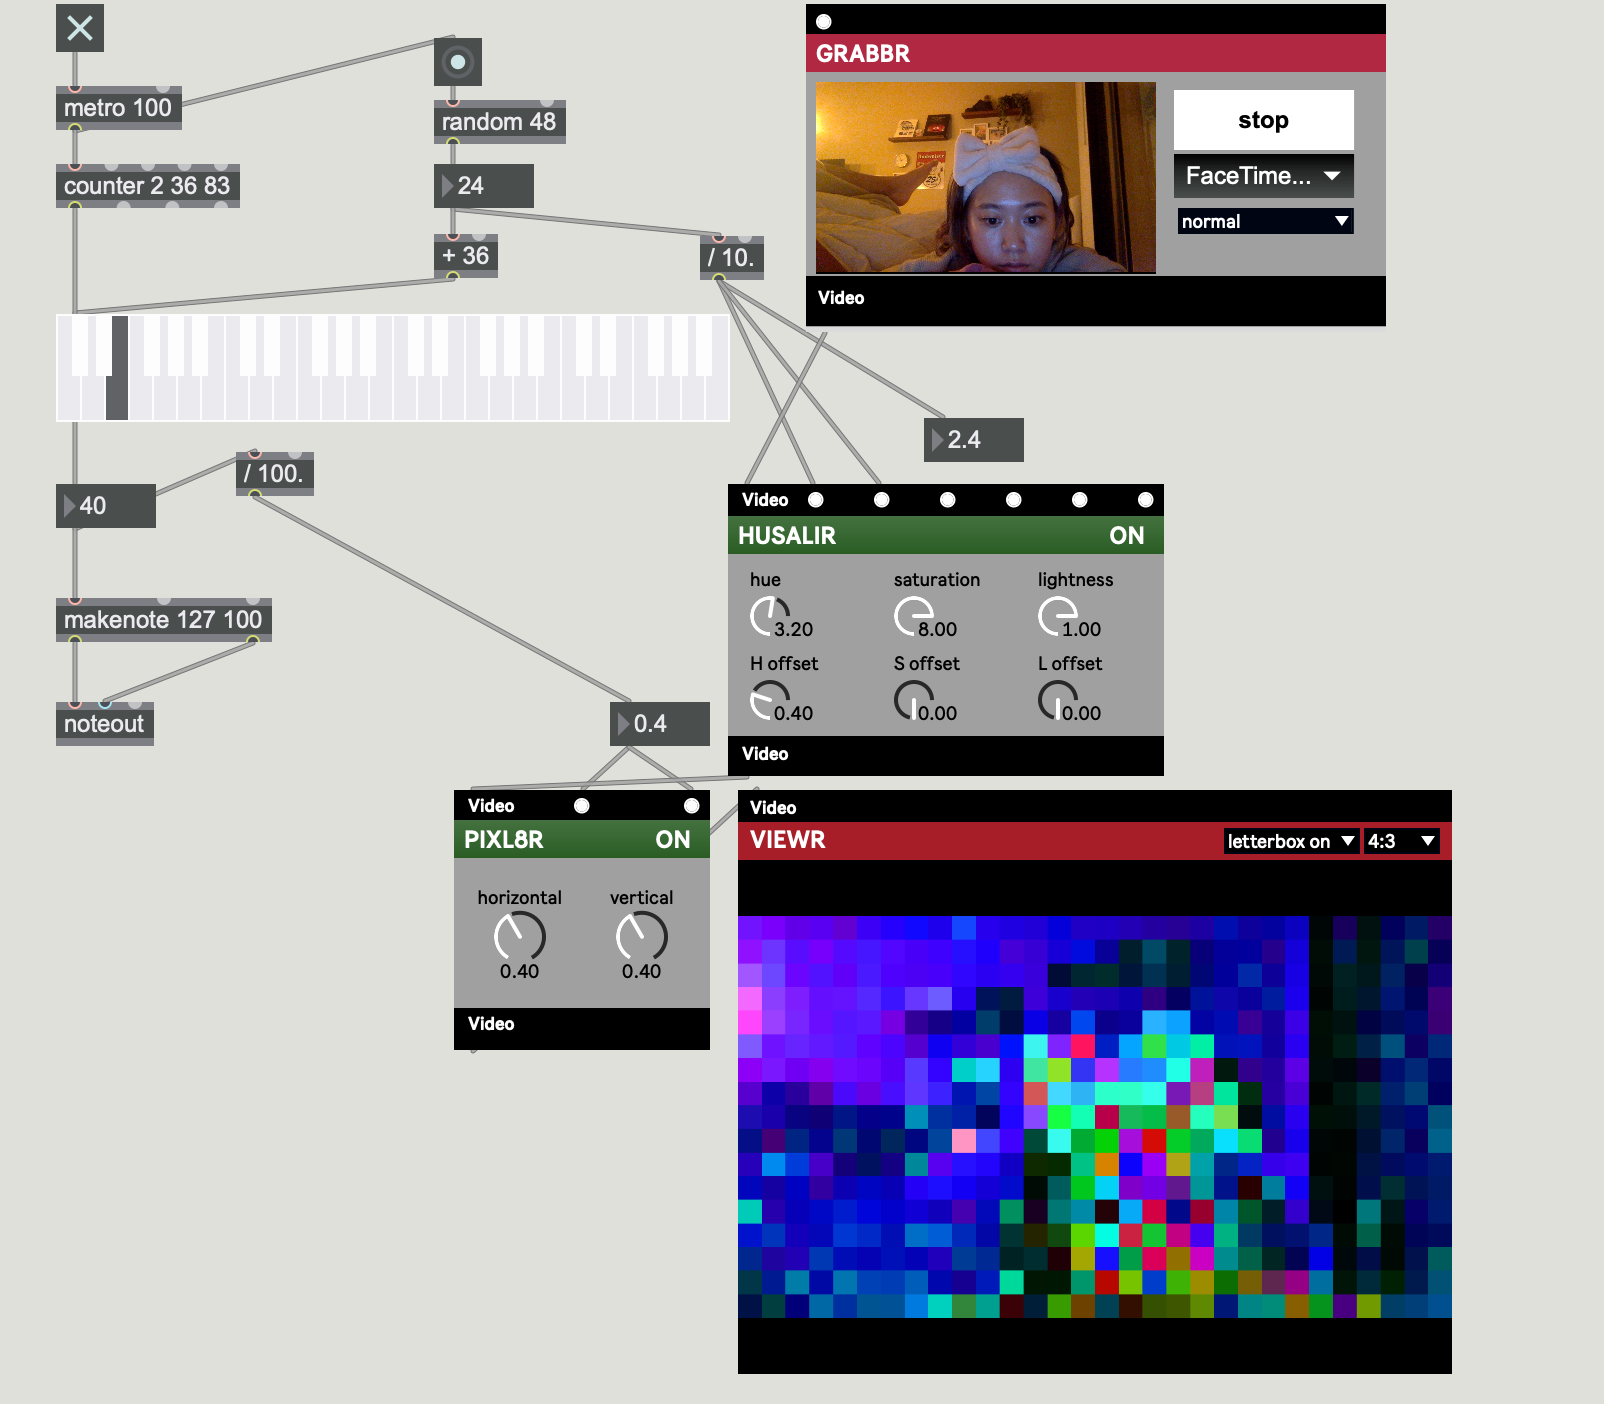 metro 100
random 48
counter 2 36 83
24
+ 36
/ 10.
GRABBR
stop
FaceTime...
normal
Budweiser
Video
2.4
/ 100.
40
Video
HUSALIR
ON
hue
saturation
lightness
3.20
8.00
1.00
H offset
S offset
L offset
0.40
0.00
0.00
Video
makenote 127 100
noteout
0.4
Video
PIXL8R
ON
horizontal
vertical
0.40
0.40
Video
Video
VIEWR
letterbox on
4:3